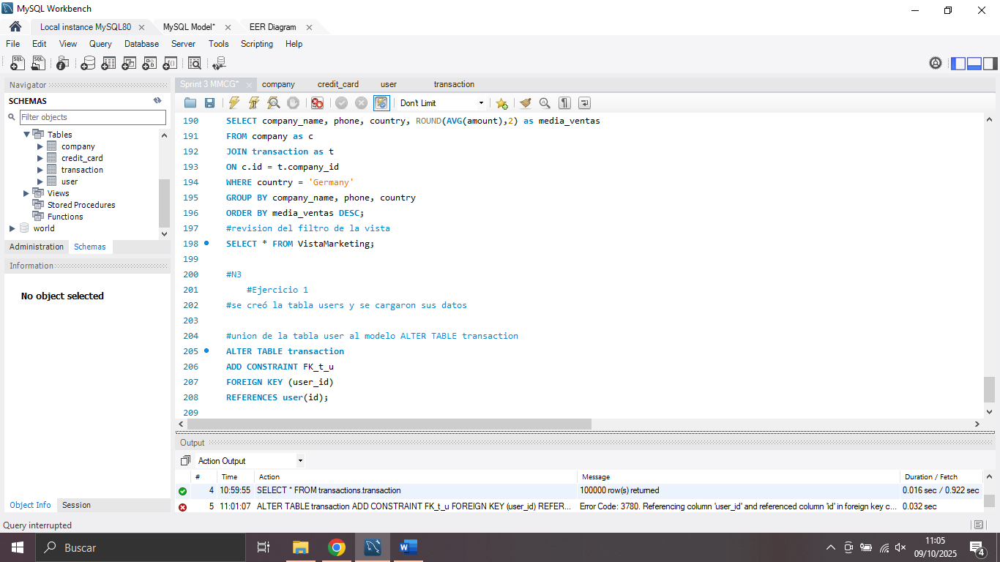 MySQL Workbench
Local instance MySQL80
MySQL Model*
EER Diagram
File Edit View Query Database Server Tools Scripting Help
Navigator
SCHEMAS
Filter objects
Tables
company
credit_card
transaction
user
Views
Stored Procedures
Functions
world
Administration Schemas
Information
No object selected
Object Info Session
Sprint 3 MMCG* company credit_card user transaction
Don't Limit
190 SELECT company_name, phone, country, ROUND(AVG(amount),2) as media_ventas
191 FROM company as c
192 JOIN transaction as t
193 ON c.id = t.company_id
194 WHERE country = 'Germany'
195 GROUP BY company_name, phone, country
196 ORDER BY media_ventas DESC;
197 #revision del filtro de la vista
198 SELECT * FROM VistaMarketing;
199
200 #N3
201 #Ejercicio 1
202 #se creó la tabla users y se cargaron sus datos
203
204 #union de la tabla user al modelo ALTER TABLE transaction
205 ALTER TABLE transaction
206 ADD CONSTRAINT FK_t_u
207 FOREIGN KEY (user_id)
208 REFERENCES user(id);
209
Output
Action Output
# Time Action Message Duration / Fetch
4 10:59:55 SELECT * FROM transactions.transaction 100000 row(s) returned 0.016 sec / 0.922 sec
5 11:01:07 ALTER TABLE transaction ADD CONSTRAINT FK_t_u FOREIGN KEY (user_id) REFER... Error Code: 3780. Referencing column 'user_id' and referenced column 'id' in foreign key c... 0.032 sec
Query interrupted
Buscar
11:05
09/10/2025
4